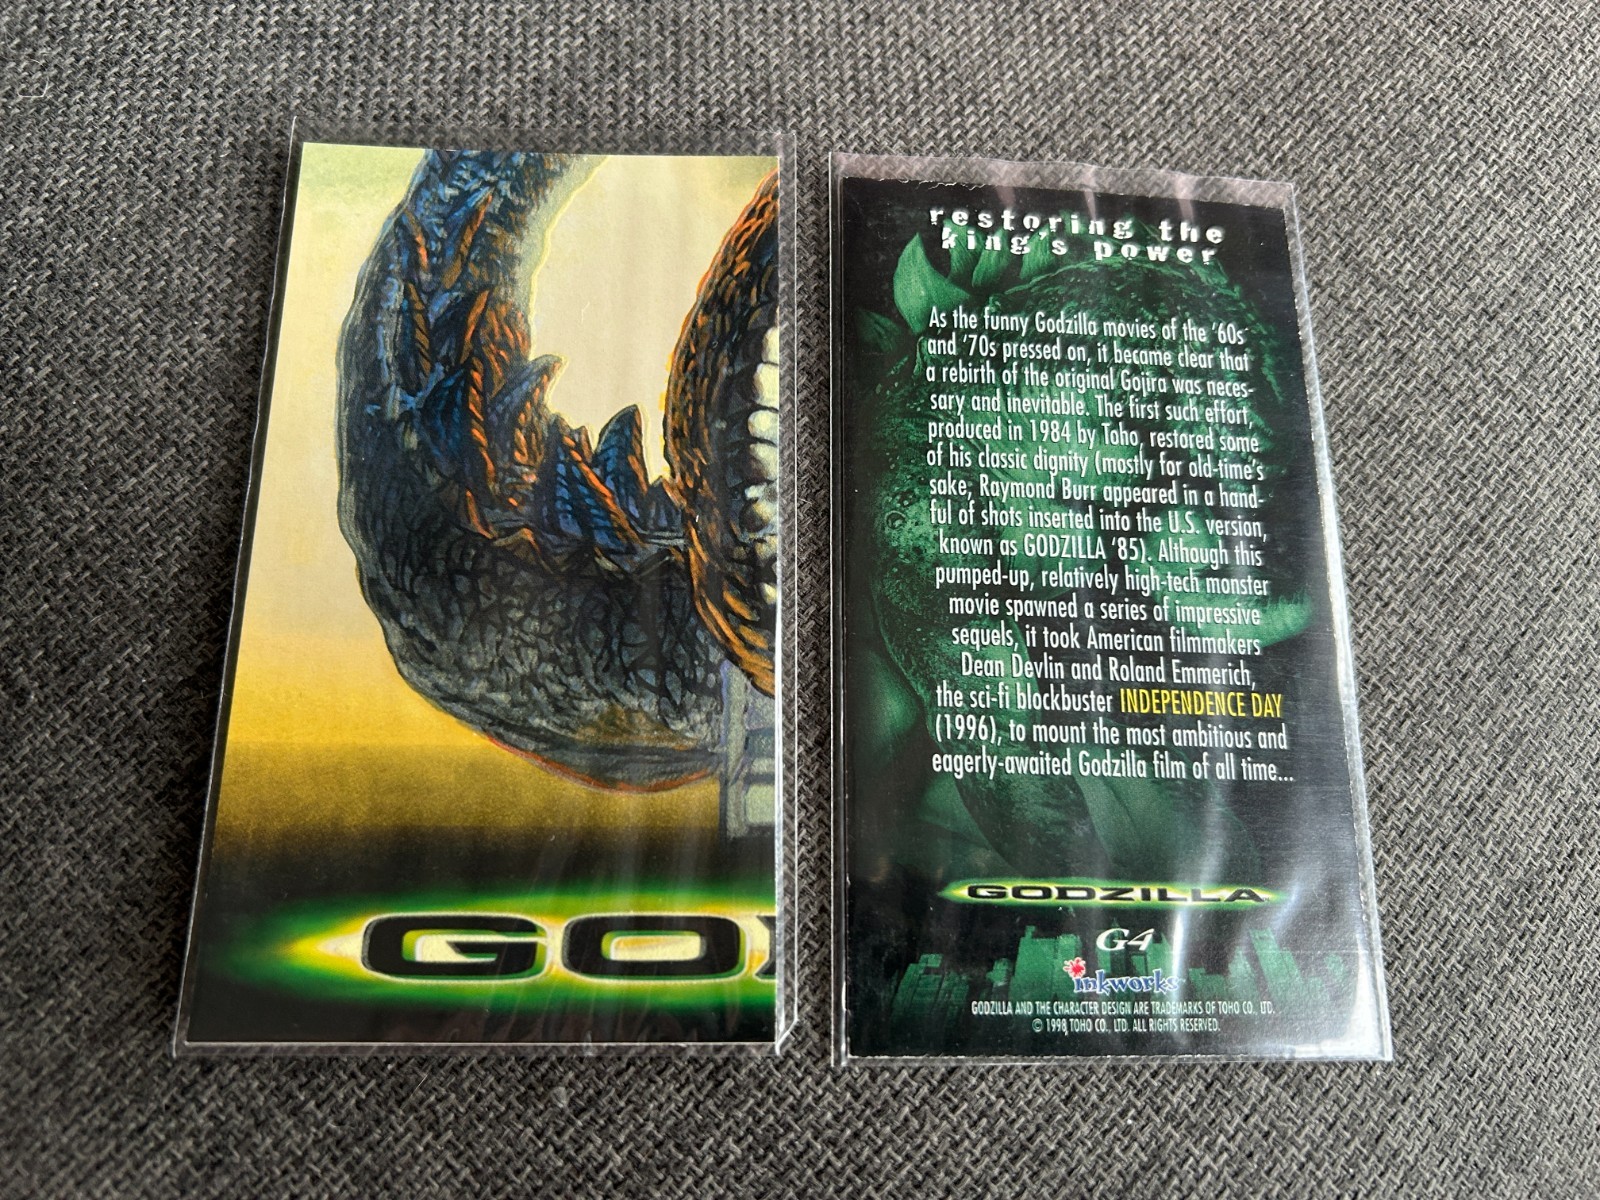 GO
restoring the
king's power
As the funny Godzilla movies of the '60s
and '70s pressed on, it became clear that
a rebirth of the original Gojira was neces-
sary and inevitable. The first such effort,
produced in 1984 by Toho, restored some
of his classic dignity (mostly for old-time's
sake, Raymond Burr appeared in a hand-
ful of shots inserted into the U.S. version,
known as GODZILLA '85). Although this
pumped-up, relatively high-tech monster
movie spawned a series of impressive
sequels, it took American filmmakers
Dean Devlin and Roland Emmerich,
the sci-fi blockbuster INDEPENDENCE DAY
(1996), to mount the most ambitious and
eagerly-awaited Godzilla film of all time...
GODZILLA
G4
inkworks
GODZILLA AND THE CHARACTER DESIGN ARE TRADEMARKS OF TOHO CO., LTD.
© 1998 TOHO CO., LTD. ALL RIGHTS RESERVED.